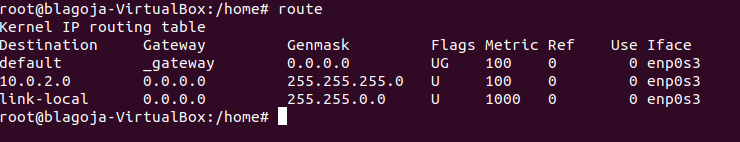 root@blagoja-VirtualBox:/home# route
Kernel IP routing table
Destination     Gateway         Genmask         Flags Metric Ref    Use Iface
default         _gateway        0.0.0.0         UG    100    0        0 enp0s3
10.0.2.0        0.0.0.0         255.255.255.0   U     100    0        0 enp0s3
link-local      0.0.0.0         255.255.0.0     U     1000   0        0 enp0s3
root@blagoja-VirtualBox:/home#